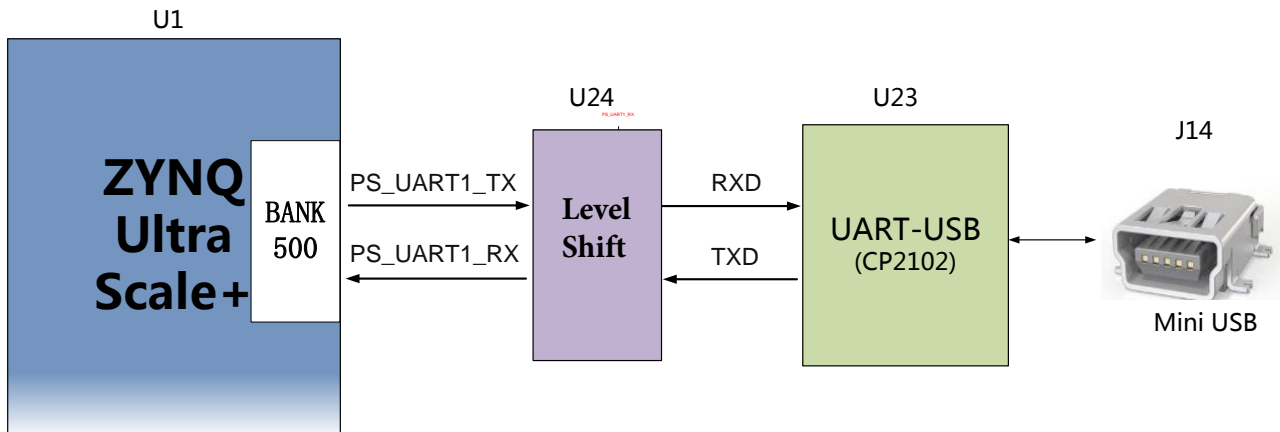 U1
ZYNQ
Ultra
Scale+
BANK
500
PS_UART1_TX
PS_UART1_RX
U24
PS_UART1_RX
Level
Shift
RXD
TXD
U23
UART-USB
(CP2102)
J14
Mini USB